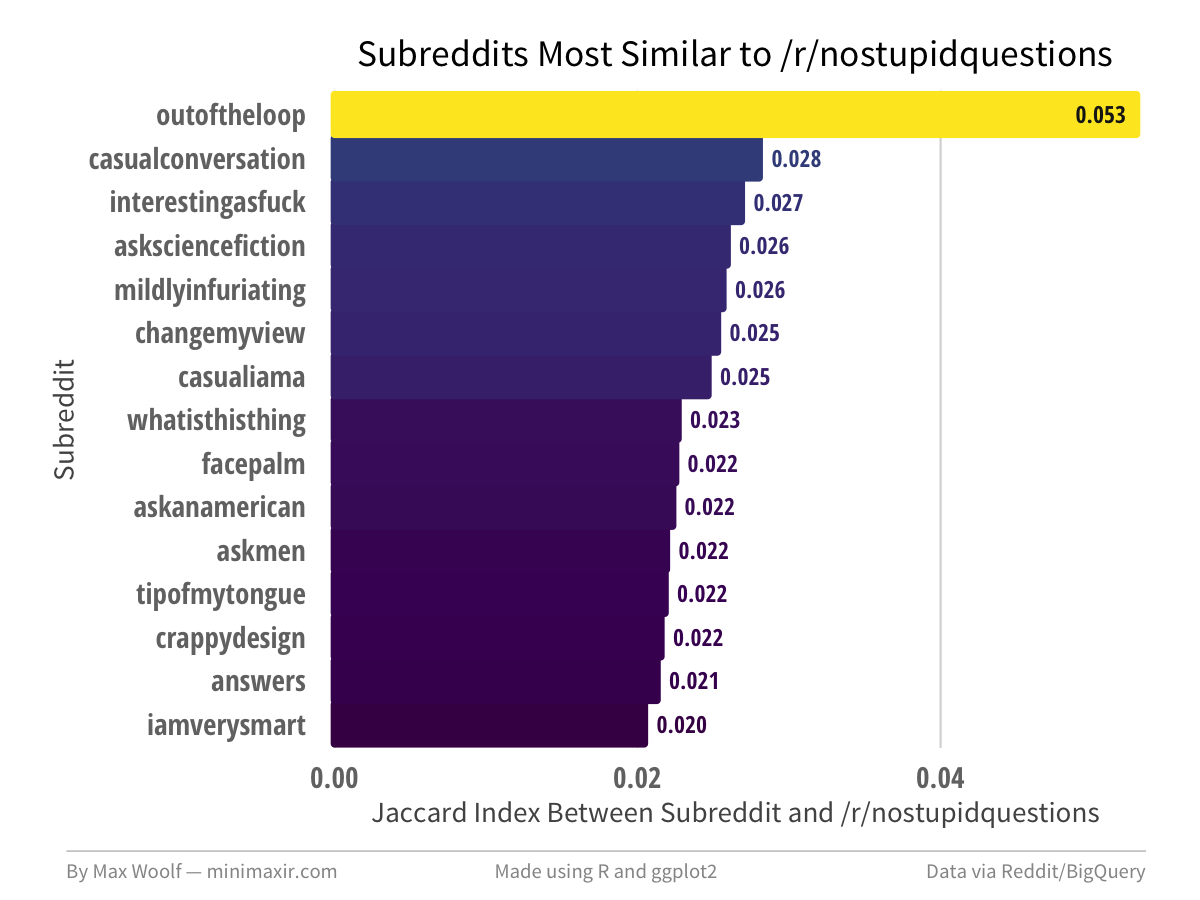 Subreddits Most Similar to /r/nostupidquestions
outoftheloop 0.053
casualconversation 0.028
interestingasfuck 0.027
asksciencefiction 0.026
mildlyinfuriating 0.026
changemyview 0.025
casualiama 0.025
whatisthisthing 0.023
facepalm 0.022
askanamerican 0.022
askmen 0.022
tipofmytongue 0.022
crappydesign 0.022
answers 0.021
iamverysmart 0.020
Subreddit
0.00 0.02 0.04
Jaccard Index Between Subreddit and /r/nostupidquestions
By Max Woolf — minimaxir.com Made using R and ggplot2 Data via Reddit/BigQuery